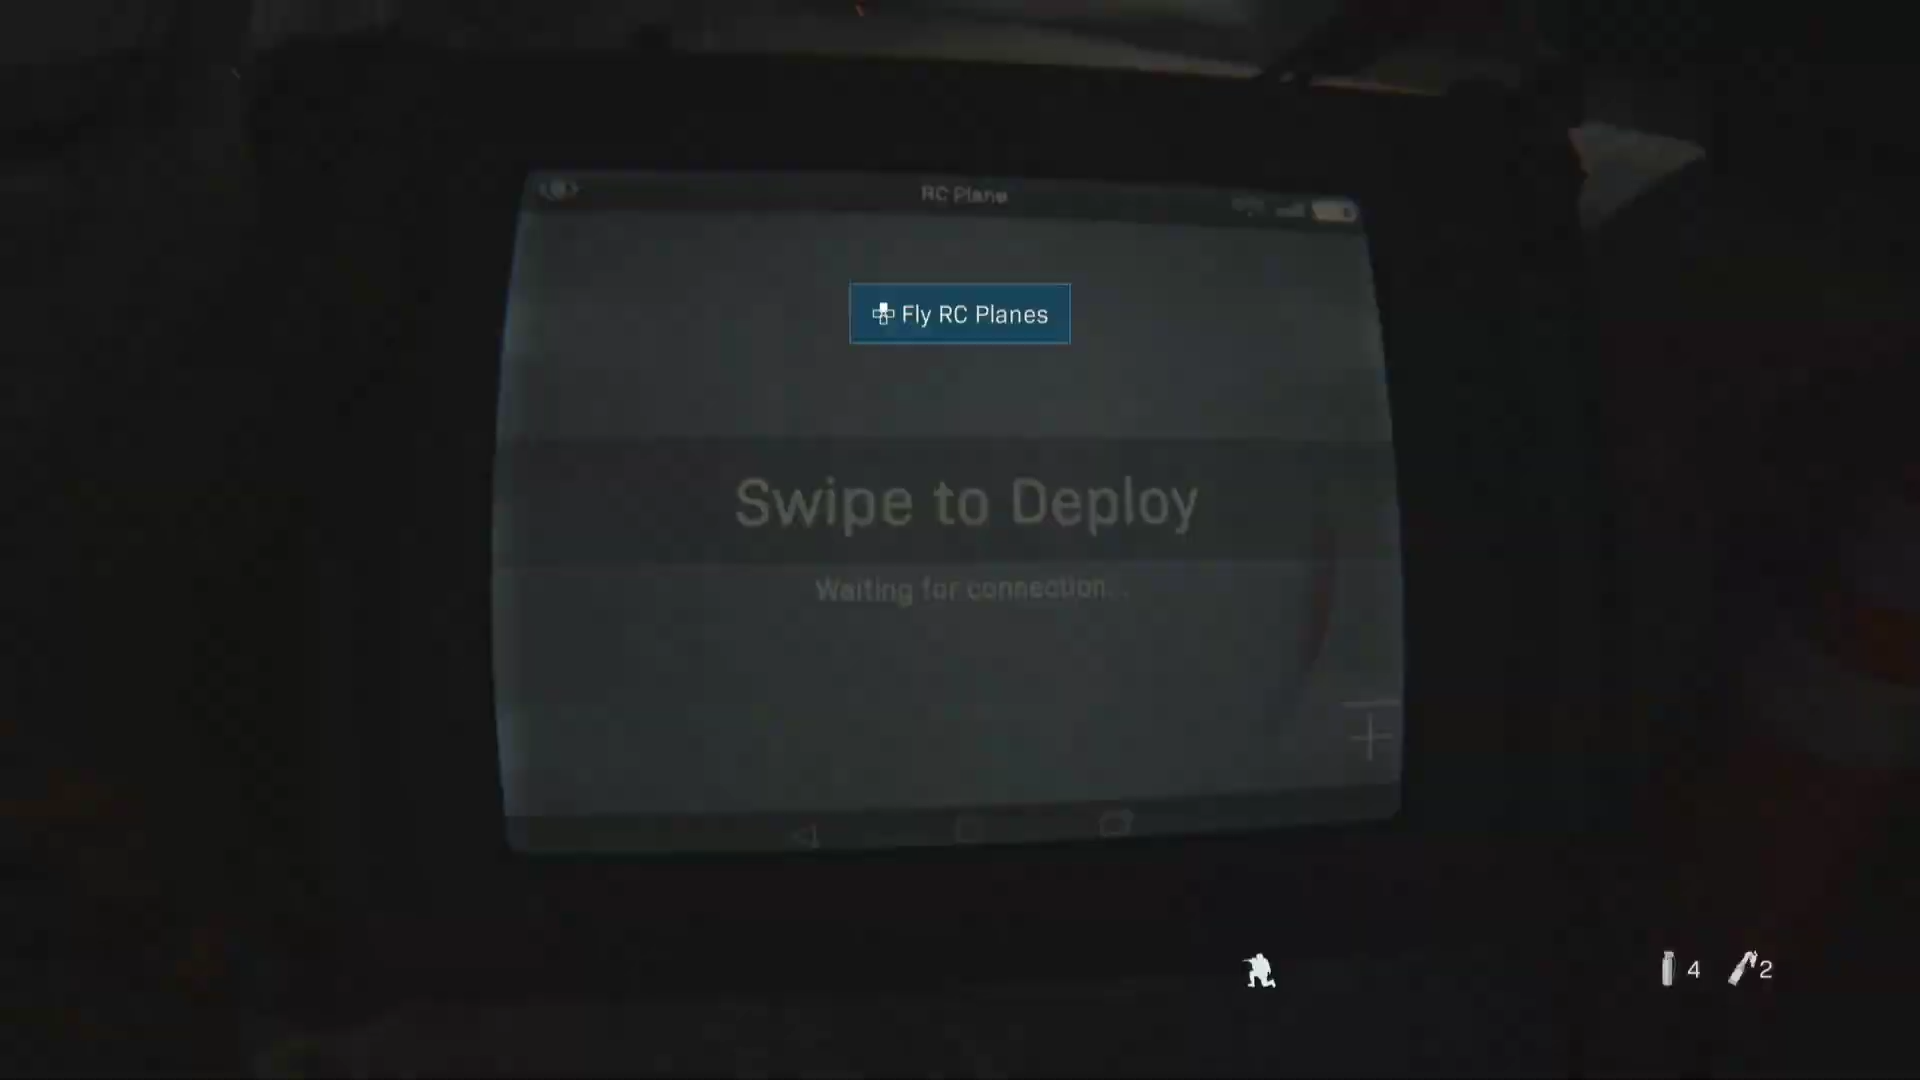 RC Plane
Fly RC Planes
Swipe to Deploy
Waiting for connection...
4
2